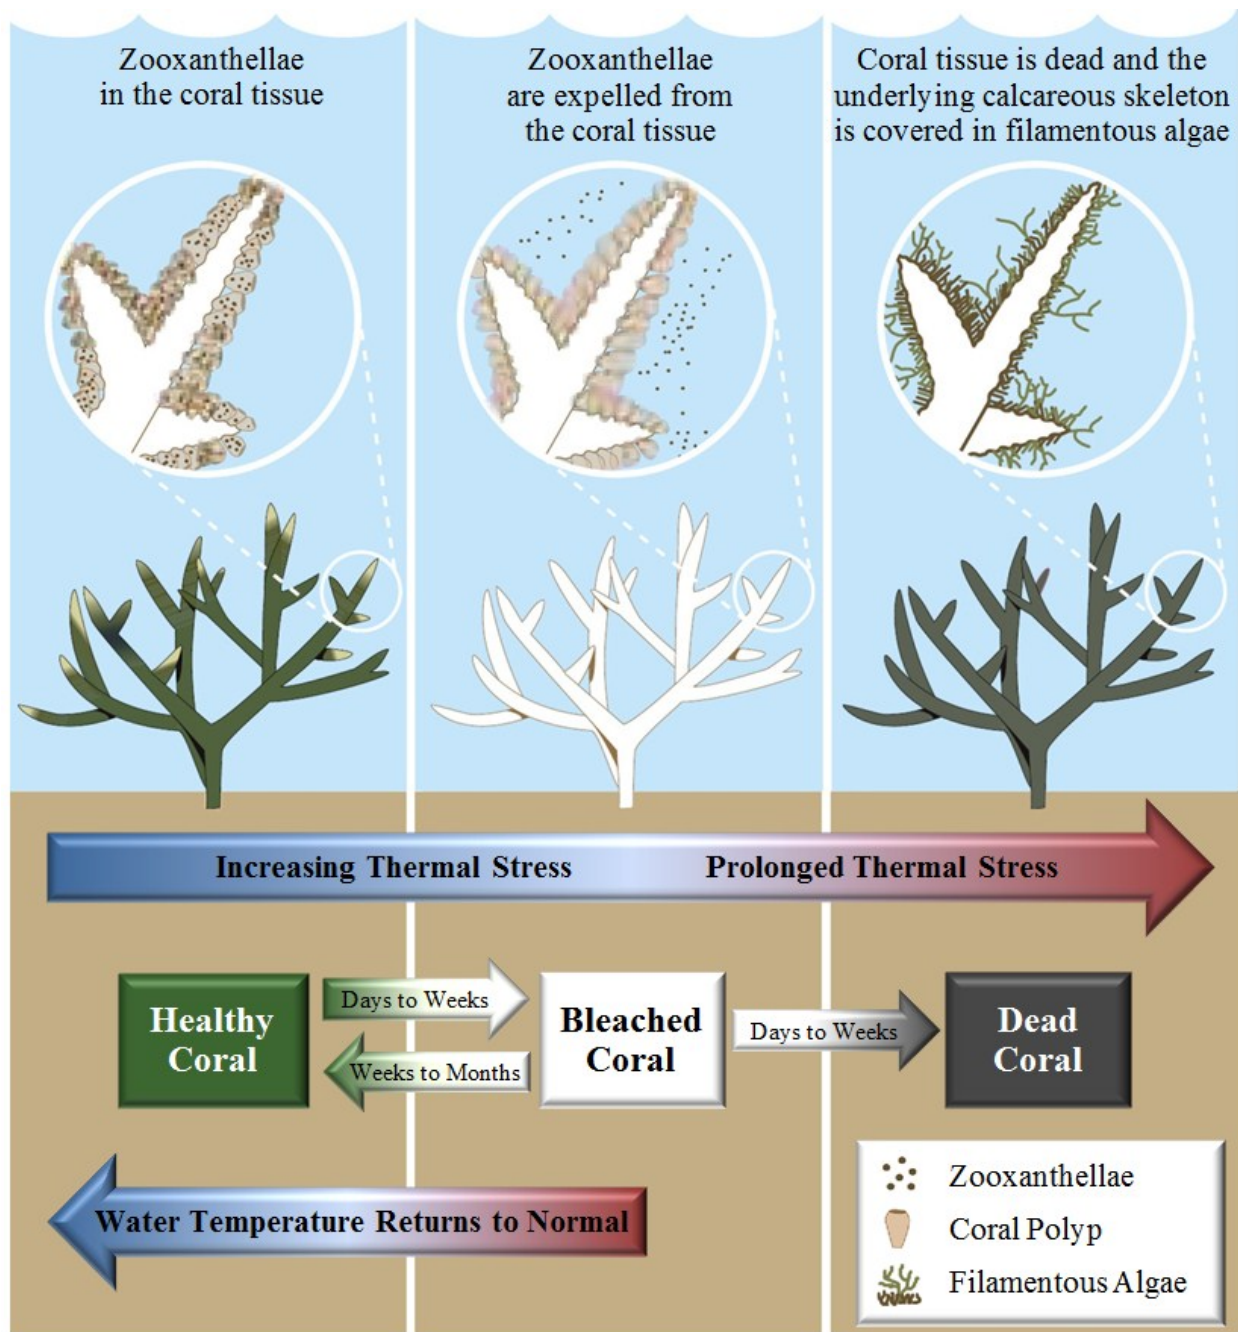 Zooxanthellae
in the coral tissue
Zooxanthellae
are expelled from
the coral tissue
Coral tissue is dead and the
underlying calcareous skeleton
is covered in filamentous algae
Increasing Thermal Stress
Prolonged Thermal Stress
Healthy
Coral
Days to Weeks
Weeks to Months
Bleached
Coral
Days to Weeks
Dead
Coral
Water Temperature Returns to Normal
Zooxanthellae
Coral Polyp
Filamentous Algae